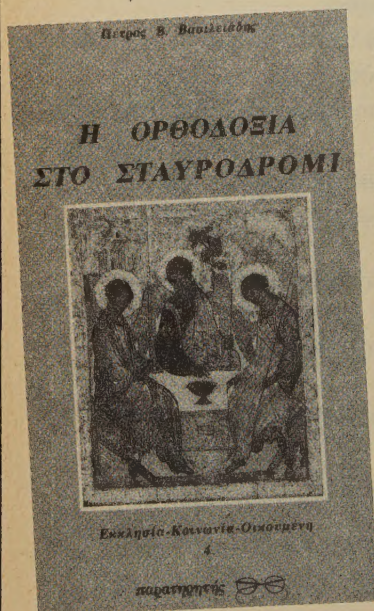 Πέτρος Β. Βασιλειάδης
Η ΟΡΘΟΔΟΞΙΑ
ΣΤΟ ΣΤΑΥΡΟΔΡΟΜΙ
Εκκλησία-Κοινωνία-Οικουμένη
4
παρατηρητής